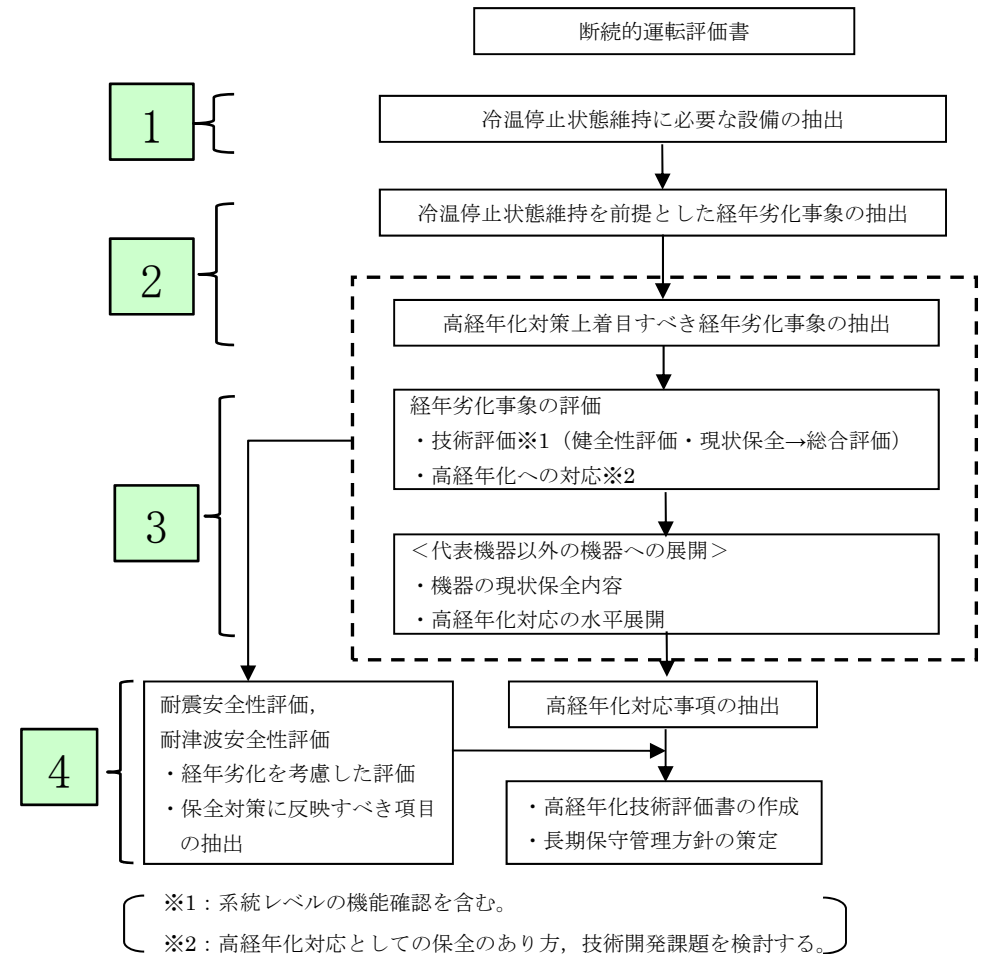 断続的運転評価書
1
冷温停止状態維持に必要な設備の抽出
冷温停止状態維持を前提とした経年劣化事象の抽出
2
高経年化対策上着目すべき経年劣化事象の抽出
経年劣化事象の評価
・技術評価※1（健全性評価・現状保全→総合評価）
・高経年化への対応※2
3
＜代表機器以外の機器への展開＞
・機器の現状保全内容
・高経年化対応の水平展開
4
耐震安全性評価，
耐津波安全性評価
・経年劣化を考慮した評価
・保全対策に反映すべき項目
の抽出
高経年化対応事項の抽出
・高経年化技術評価書の作成
・長期保守管理方針の策定
※1：系統レベルの機能確認を含む。
※2：高経年化対応としての保全のあり方，技術開発課題を検討する。